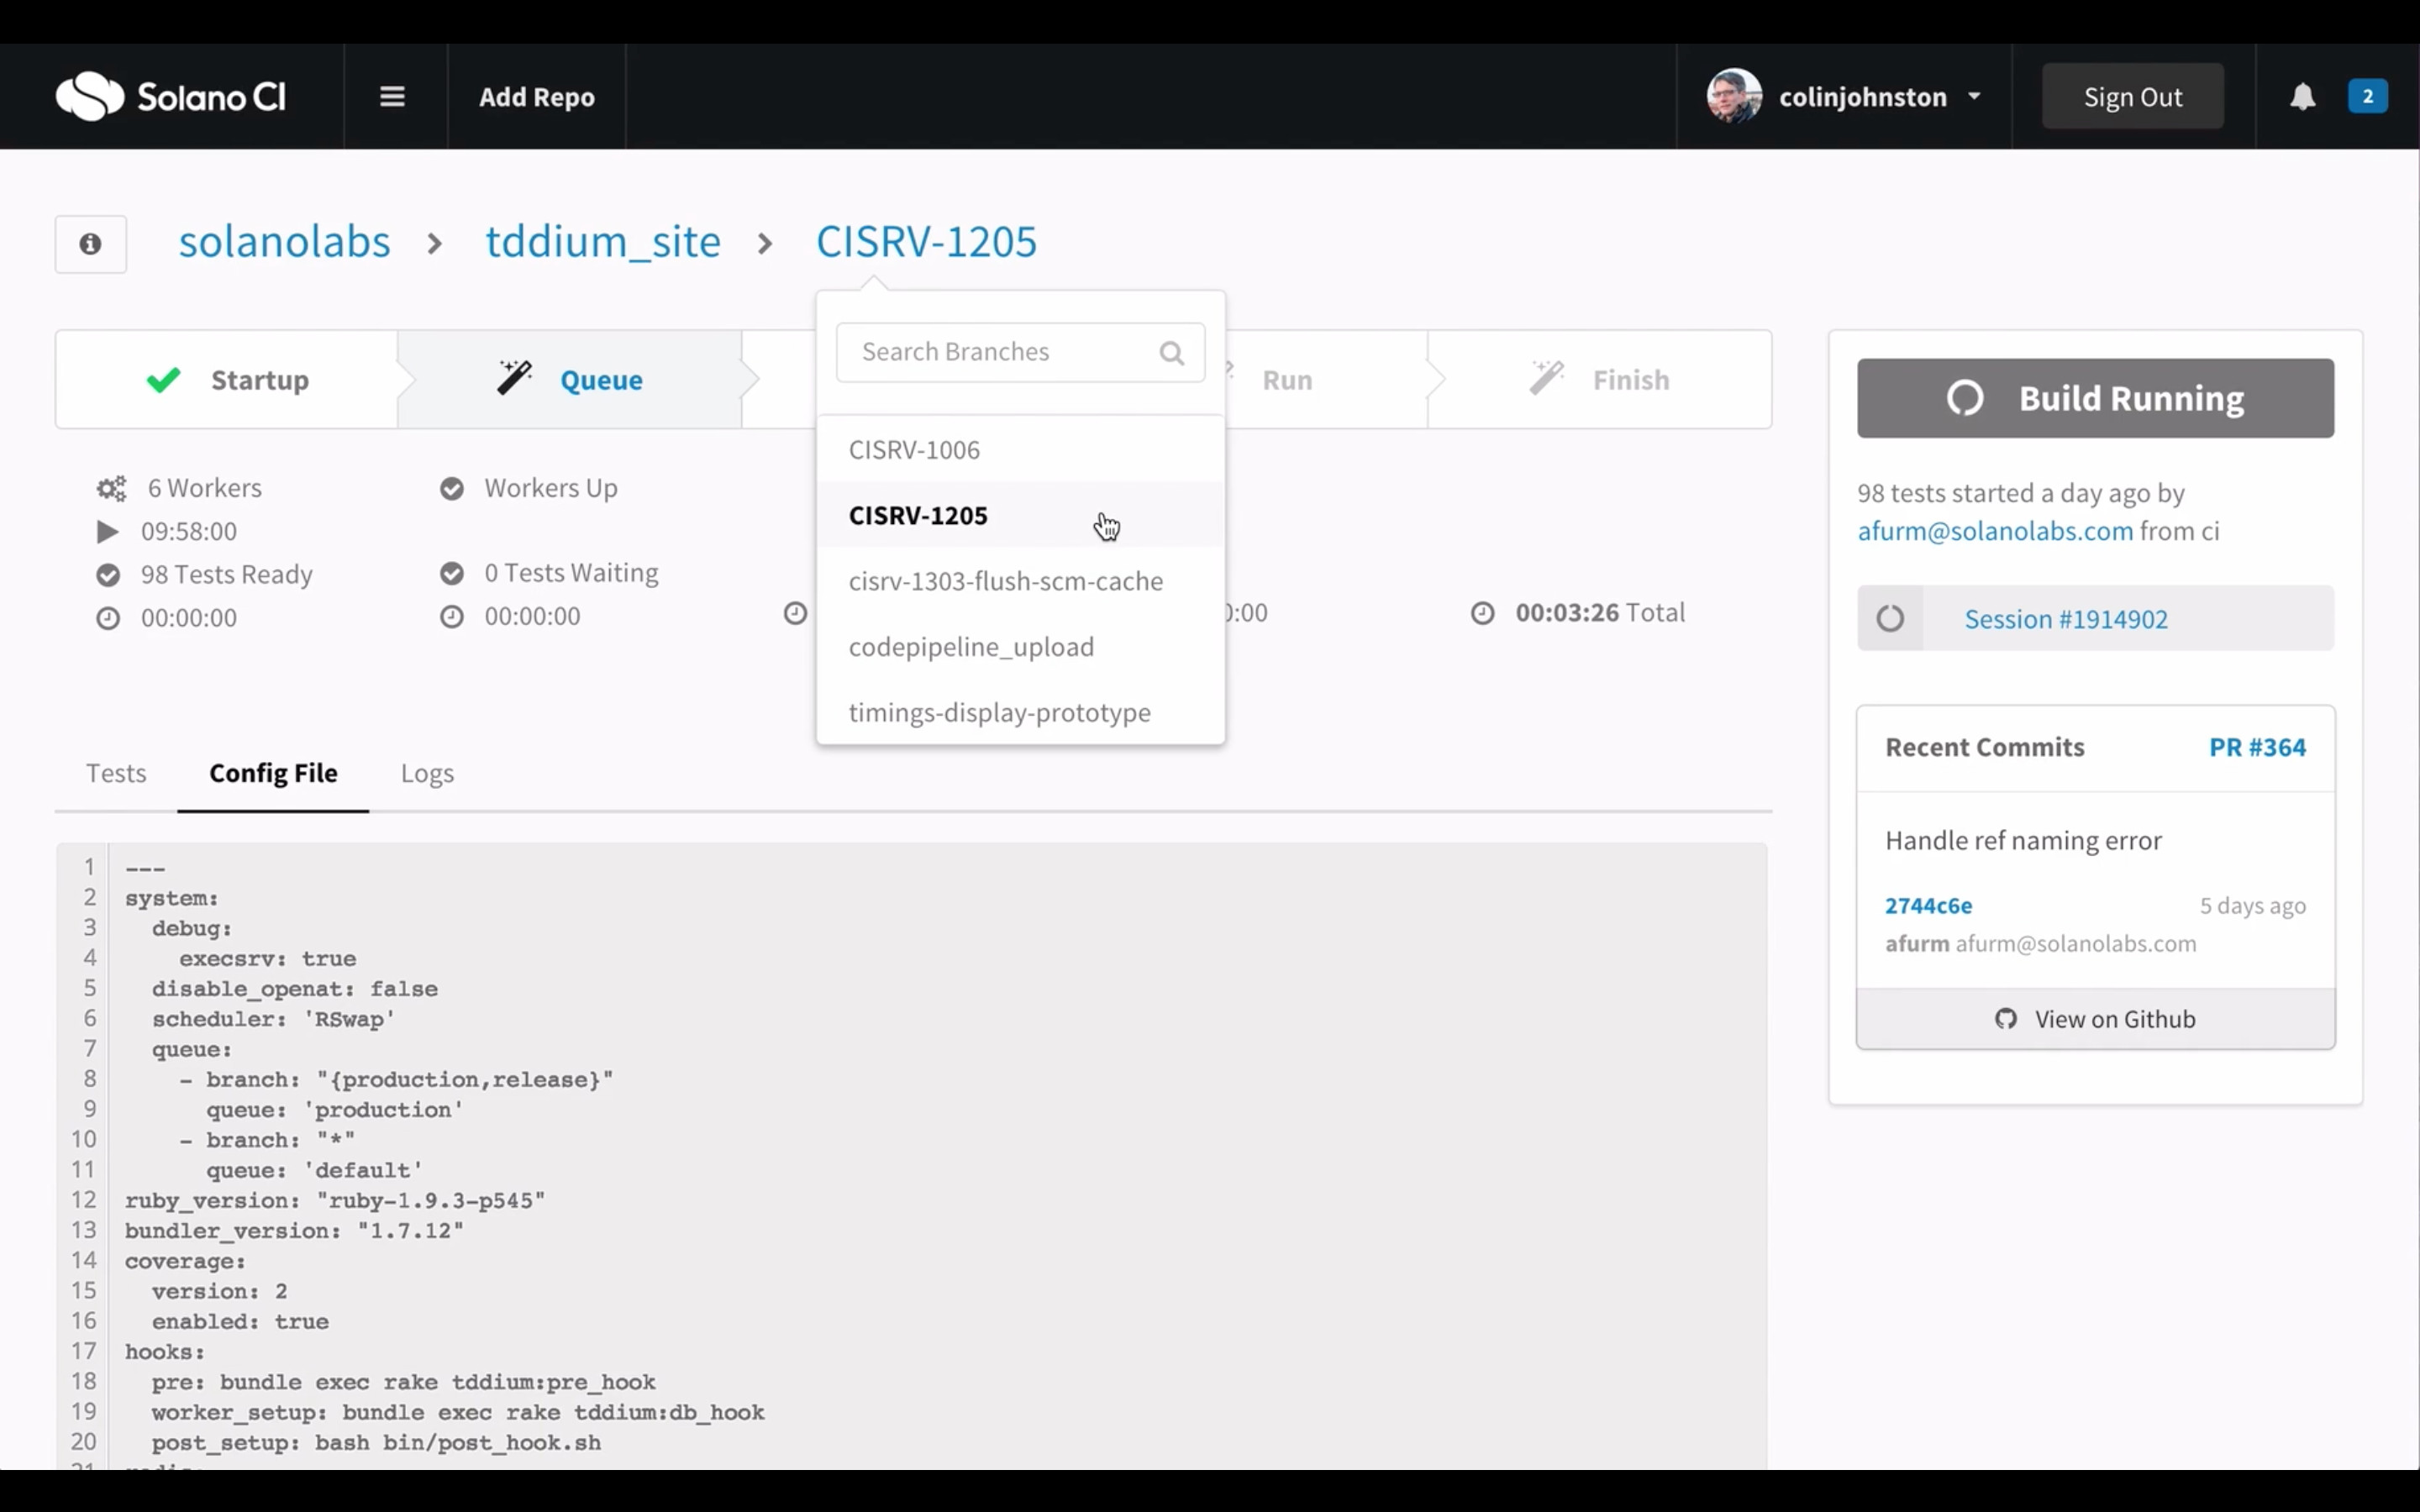 Solano CI
Add Repo
colinjohnston
Sign Out
2
solanolabs > tddium_site > CISRV-1205
Startup
Queue
Run
Finish
Search Branches
CISRV-1006
CISRV-1205
cisrv-1303-flush-scm-cache
codepipeline_upload
timings-display-prototype
6 Workers
09:58:00
98 Tests Ready
00:00:00
Workers Up
0 Tests Waiting
00:00:00
:00
00:03:26 Total
Build Running
98 tests started a day ago by
afurm@solanolabs.com from ci
Session #1914902
Recent Commits
PR #364
Handle ref naming error
2744c6e
5 days ago
afurm afurm@solanolabs.com
View on Github
Tests
Config File
Logs
1 ---
2 system:
3 debug:
4 execsrv: true
5 disable_openat: false
6 scheduler: 'RSwap'
7 queue:
8 - branch: "{production,release}"
9 queue: 'production'
10 - branch: "*"
11 queue: 'default'
12 ruby_version: "ruby-1.9.3-p545"
13 bundler_version: "1.7.12"
14 coverage:
15 version: 2
16 enabled: true
17 hooks:
18 pre: bundle exec rake tddium:pre_hook
19 worker_setup: bundle exec rake tddium:db_hook
20 post_setup: bash bin/post_hook.sh